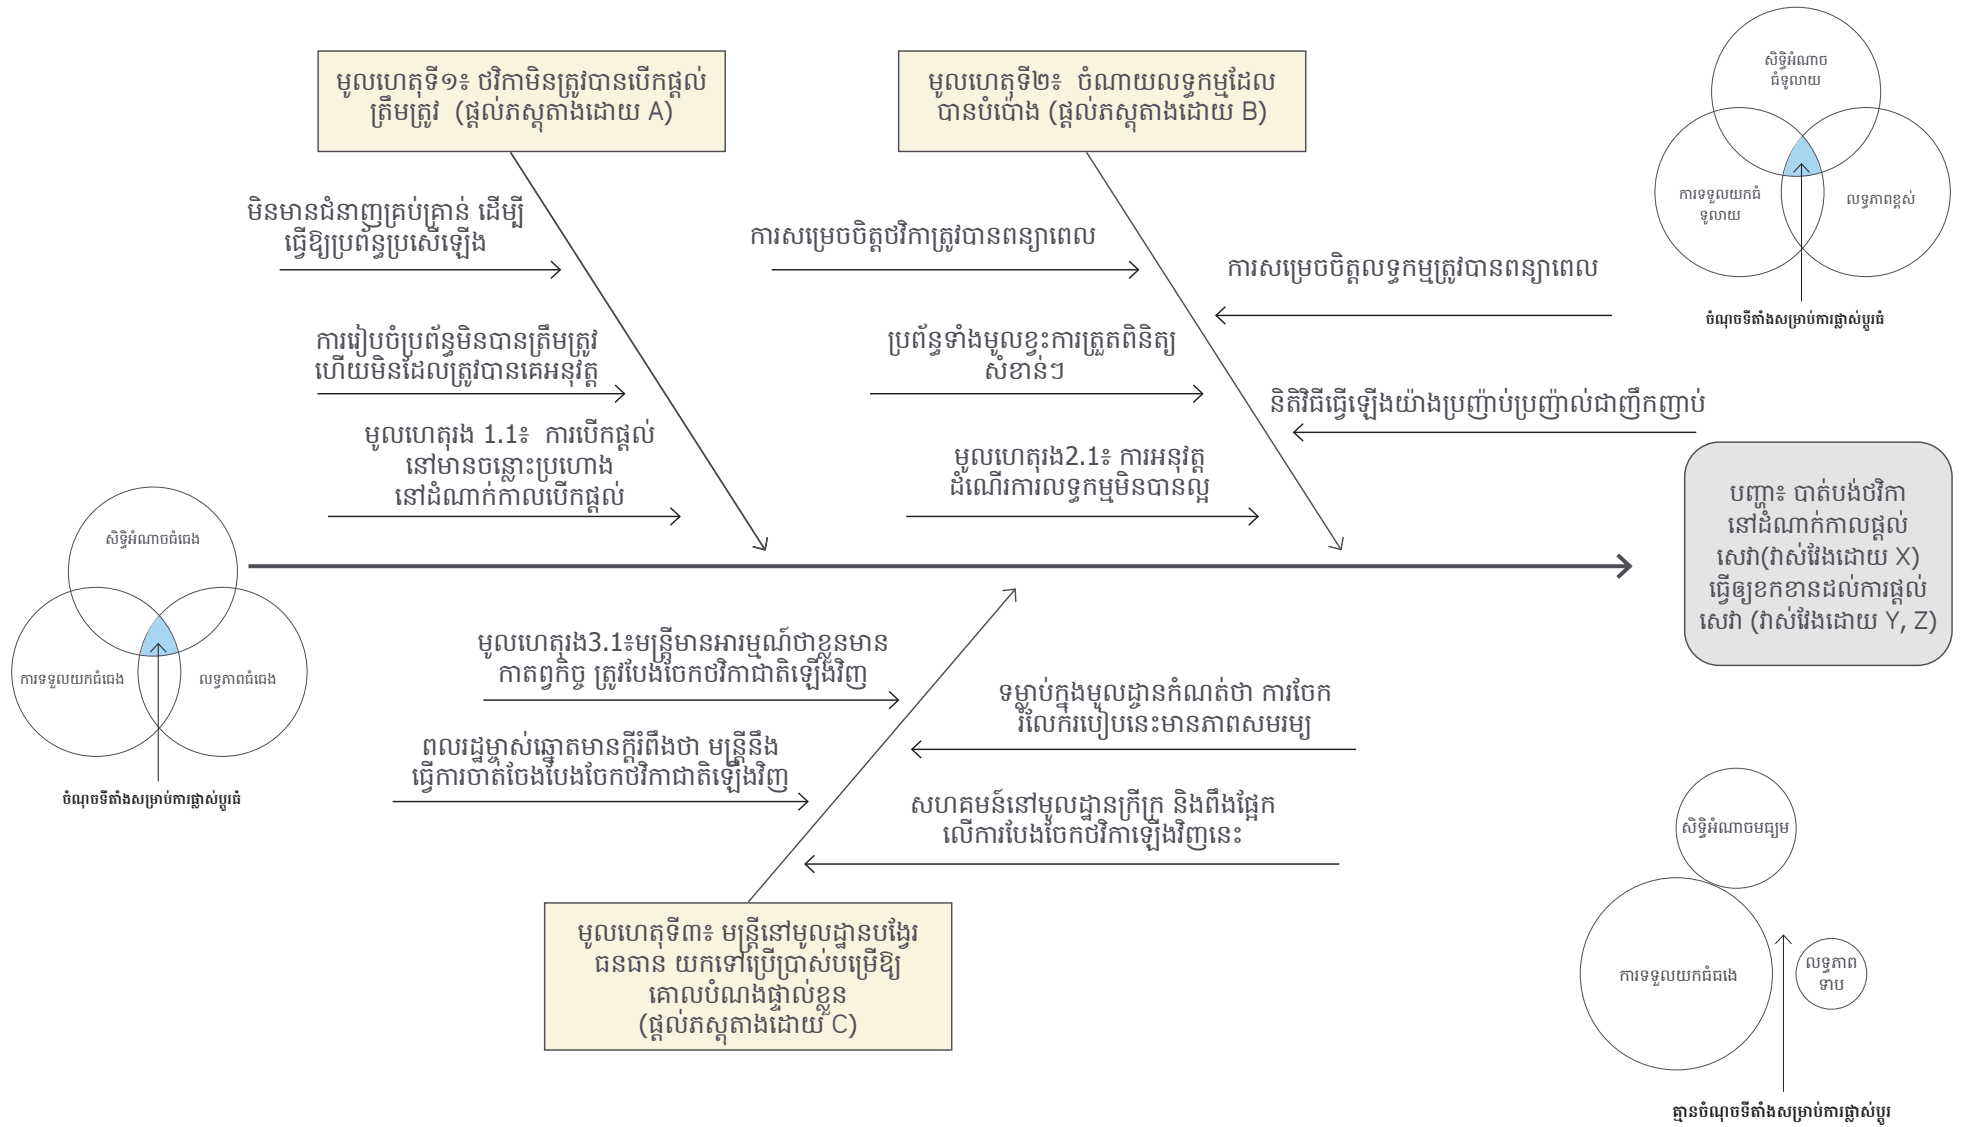 មូលហេតុទី១៖ ថវិកាមិនត្រូវបានបើកផ្តល់
ត្រឹមត្រូវ (ផ្តល់ភស្តុតាងដោយ A)
មូលហេតុទី២៖ ចំណាយលទ្ធកម្មដែល
បានបំប៉ោង (ផ្តល់ភស្តុតាងដោយ B)
សិទ្ធិអំណាច
ធំទូលាយ
ការទទួលយកធំ
ទូលាយ
លទ្ធភាពខ្ពស់
ចំណុចទីតាំងសម្រាប់ការផ្លាស់ប្តូរធំ
មិនមានជំនាញគ្រប់គ្រាន់ ដើម្បី
ធ្វើឱ្យប្រព័ន្ធប្រសើឡើង
ការសម្រេចចិត្តថវិកាត្រូវបានពន្យាពេល
ការសម្រេចចិត្តលទ្ធកម្មត្រូវបានពន្យាពេល
ការរៀបចំប្រព័ន្ធមិនបានត្រឹមត្រូវ
ហើយមិនដែលត្រូវបានគេអនុវត្ត
ប្រព័ន្ធទាំងមូលខ្វះការត្រួតពិនិត្យ
សំខាន់ៗ
និតិវិធីធ្វើឡើងយ៉ាងប្រញ៉ាប់ប្រញ៉ាល់ជាញឹកញាប់
មូលហេតុរង 1.1៖ ការបើកផ្តល់
នៅមានចន្លោះប្រហោង
នៅដំណាក់កាលបើកផ្តល់
មូលហេតុរង2.1៖ ការអនុវត្ត
ដំណើរការលទ្ធកម្មមិនបានល្អ
បញ្ហា៖ បាត់បង់ថវិកា
នៅដំណាក់កាលផ្តល់
សេវា(វាស់វែងដោយ X)
ធ្វើឲ្យខកខានដល់ការផ្តល់
សេវា (វាស់វែងដោយ Y, Z)
សិទ្ធិអំណាចធំធេង
ការទទួលយកធំធេង
លទ្ធភាពធំធេង
ចំណុចទីតាំងសម្រាប់ការផ្លាស់ប្តូរធំ
មូលហេតុរង3.1៖មន្ត្រីមានអារម្មណ៍ថាខ្លួនមាន
កាតព្វកិច្ច ត្រូវបែងចែកថវិកាជាតិឡើងវិញ
ទម្លាប់ក្នុងមូលដ្ឋានកំណត់ថា ការចែក
រំលែករបៀបនេះមានភាពសមរម្យ
ពលរដ្ឋម្ចាស់ឆ្នោតមានក្តីរំពឹងថា មន្ត្រីនឹង
ធ្វើការចាត់ចែងបែងចែកថវិកាជាតិឡើងវិញ
សហគមន៍នៅមូលដ្ឋានក្រីក្រ និងពឹងផ្អែក
លើការបែងចែកថវិកាឡើងវិញនេះ
មូលហេតុទី៣៖ មន្ត្រីនៅមូលដ្ឋានបង្វែរ
ធនធាន យកទៅប្រើប្រាស់បម្រើឱ្យ
គោលបំណងផ្ទាល់ខ្លួន
(ផ្តល់ភស្តុតាងដោយ C)
សិទ្ធិអំណាចមធ្យម
ការទទួលយកធំធងេ
លទ្ធភាព
ទាប
គ្មានចំណុចទីតាំងសម្រាប់ការផ្លាស់ប្តូរ